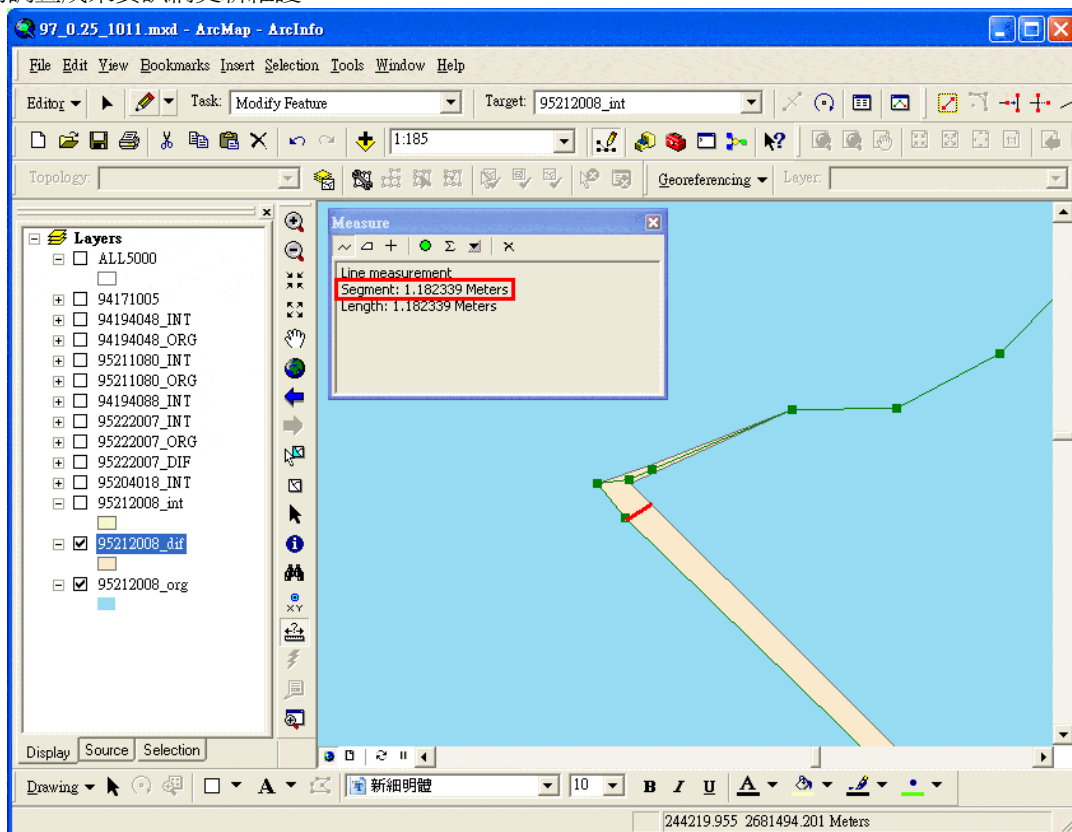 97_0.25_1011.mxd - ArcMap - ArcInfo
File Edit View Bookmarks Insert Selection Tools Window Help
Editor Task: Modify Feature Target: 95212008_int
1:185
Topology: Georeferencing Layer:
Layers
ALL5000
94171005
94194048_INT
94194048_ORG
95211080_INT
95211080_ORG
94194088_INT
95222007_INT
95222007_ORG
95222007_DIF
95204018_INT
95212008_int
95212008_dif
95212008_org
XY
Measure
Line measurement
Segment: 1.182339 Meters
Length: 1.182339 Meters
Display Source Selection
Drawing A 新細明體 10 B I U A
244219.955 2681494.201 Meters